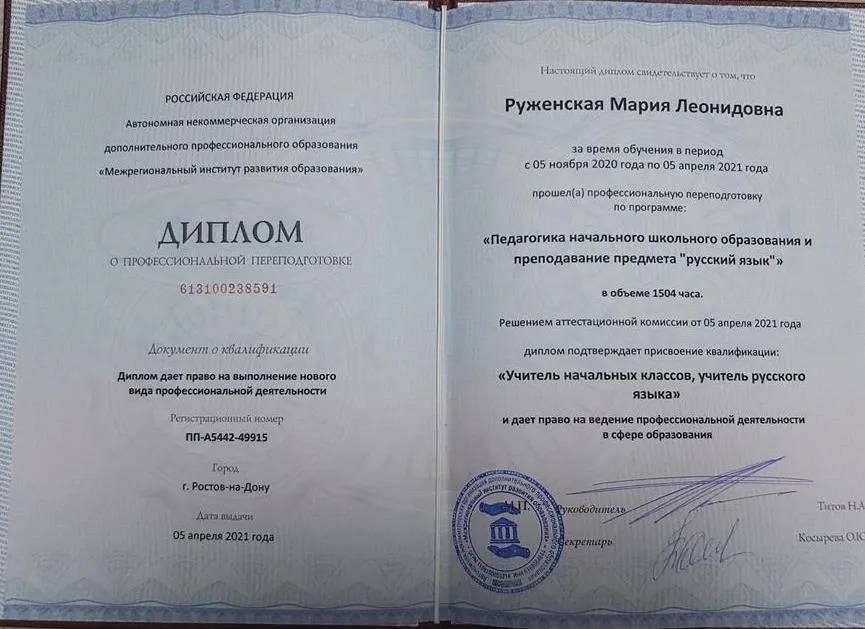 РОССИЙСКАЯ ФЕДЕРАЦИЯ
Автономная некоммерческая организация
дополнительного профессионального образования
«Межрегиональный институт развития образования»
ДИПЛОМ
О ПРОФЕССИОНАЛЬНОЙ ПЕРЕПОДГОТОВКЕ
613100238591
Документ о квалификации
Диплом дает право на выполнение нового
вида профессиональной деятельности
Регистрационный номер
ПП-А5442-49915
Город
г. Ростов-на-Дону
Дата выдачи
05 апреля 2021 года
Настоящий диплом свидетельствует о том, что
Руженская Мария Леонидовна
за время обучения в период
с 05 ноября 2020 года по 05 апреля 2021 года
прошел(а) профессиональную переподготовку
по программе:
«Педагогика начального школьного образования и
преподавание предмета "русский язык"»
в объеме 1504 часа.
Решением аттестационной комиссии от 05 апреля 2021 года
диплом подтверждает присвоение квалификации:
«Учитель начальных классов, учитель русского
языка»
и дает право на ведение профессиональной деятельности
в сфере образования
М.П.
Руководитель
Титов Н.А
Секретарь
Косырева О.Ю